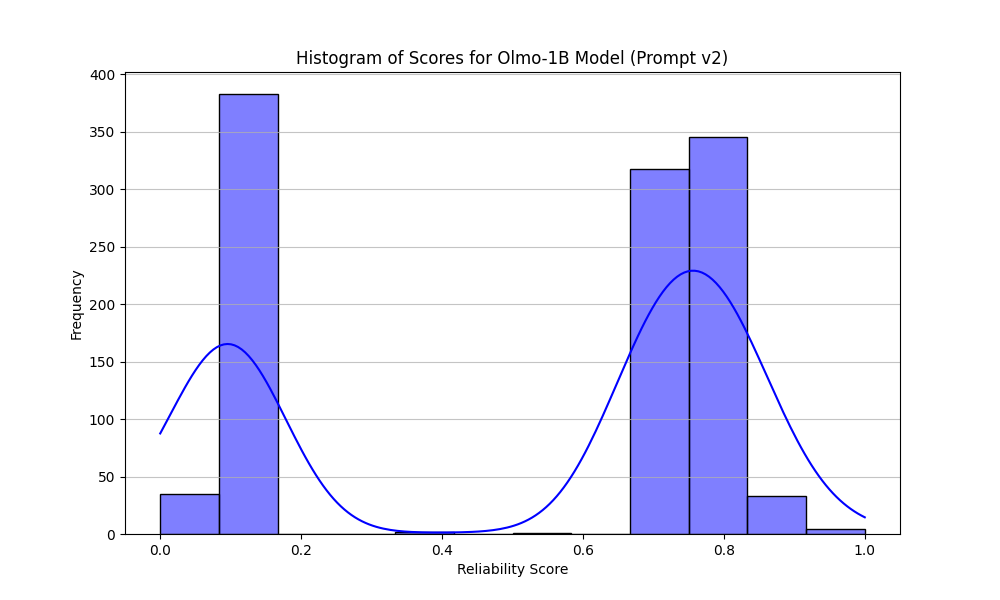 Histogram of Scores for Olmo-1B Model (Prompt v2)
Frequency
400
350
300
250
200
150
100
50
0
0.0 0.2 0.4 0.6 0.8 1.0
Reliability Score